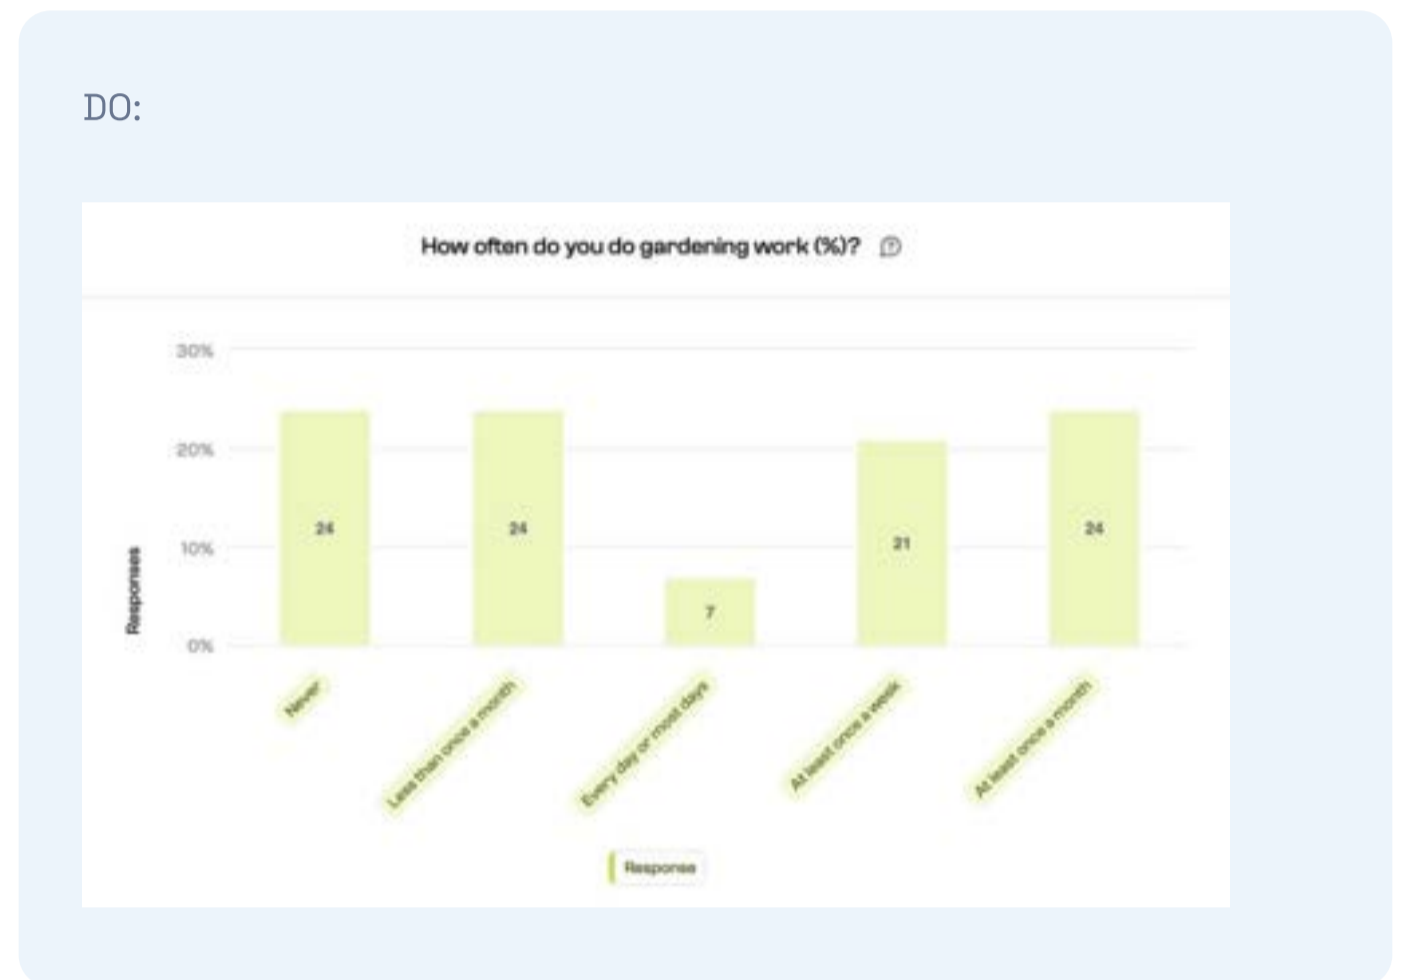 DO:
How often do you do gardening work (%)?
30%
20%
10%
0%
Responses
24
24
7
21
24
Never
Less than once a month
Every day or most days
At least once a week
At least once a month
Response